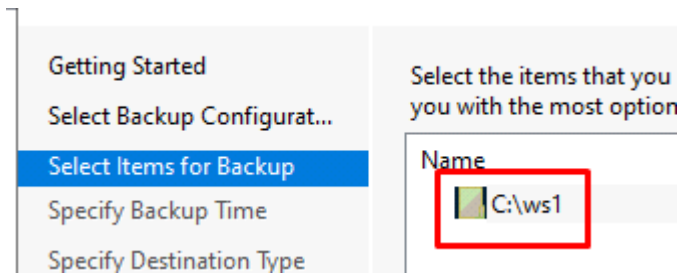 Getting Started
Select Backup Configurat...
Select Items for Backup
Specify Backup Time
Specify Destination Type
Select the items that you
you with the most option
Name
C:\ws1